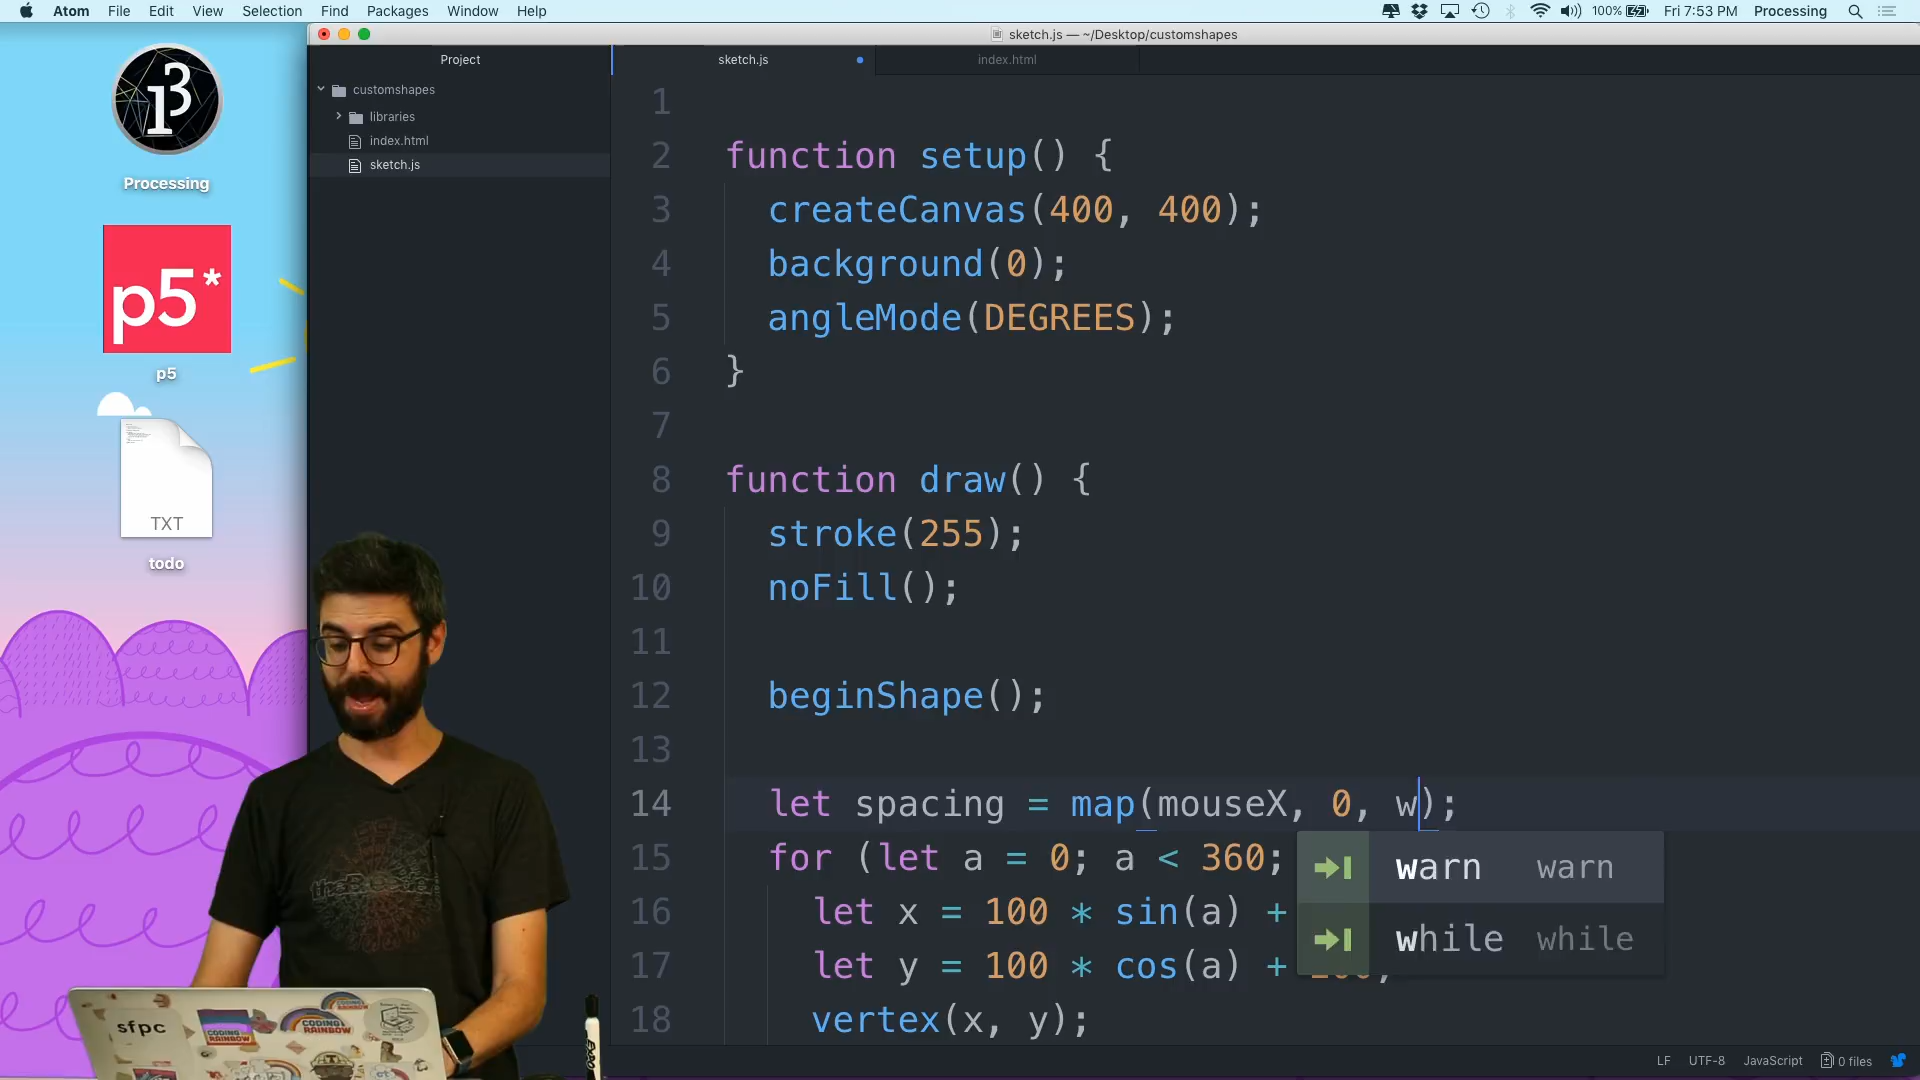 Atom File Edit View Selection Find Packages Window Help 100% Fri 7:53 PM Processing
sketch.js — ~/Desktop/customshapes
Project sketch.js index.html
customshapes
libraries
index.html
sketch.js
Processing
p5*
p5
TXT
todo
1
2 function setup() {
3 createCanvas(400, 400);
4 background(0);
5 angleMode(DEGREES);
6 }
7
8 function draw() {
9 stroke(255);
10 noFill();
11
12 beginShape();
13
14 let spacing = map(mouseX, 0, w);
15 for (let a = 0; a < 360;
16 let x = 100 * sin(a) +
17 let y = 100 * cos(a) +
18 vertex(x, y);
warn warn
while while
sfpc
CODING RAINBOW
CODING RAINBOW
EXPO
LF UTF-8 JavaScript 0 files